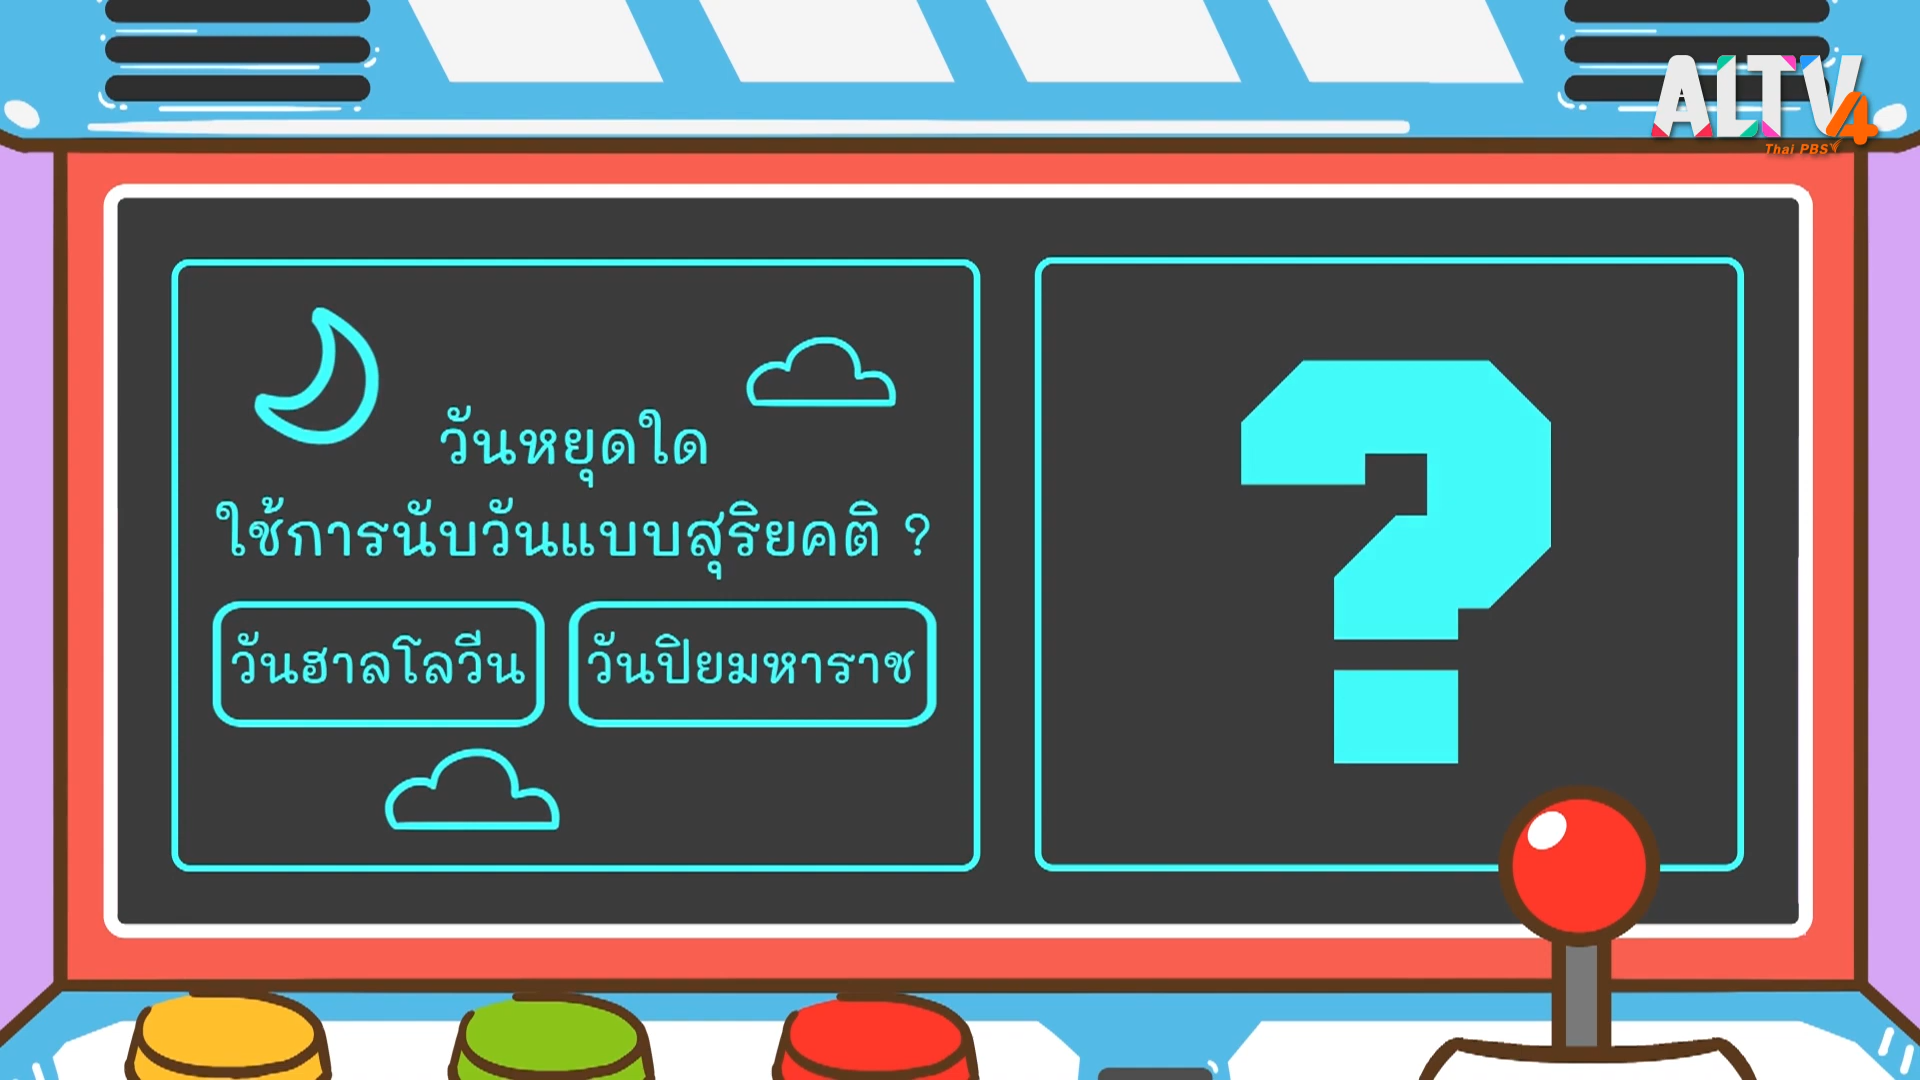 ALTV4
Thai PBS
วันหยุดใด
ใช้การนับวันแบบสุริยคติ ?
วันฮาลโลวีน
วันปิยมหาราช
?